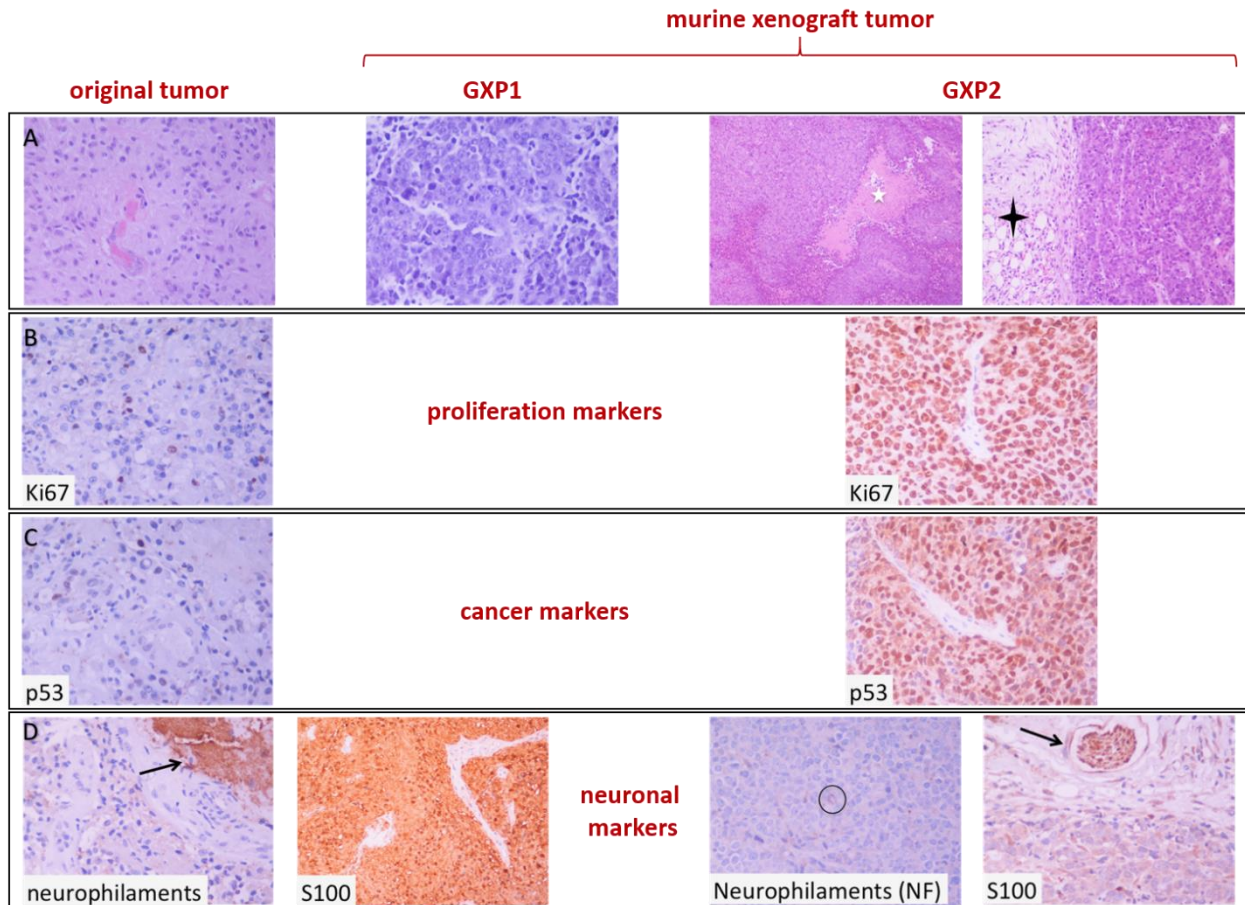 murine xenograft tumor
original tumor
GXP1
GXP2
A
B
proliferation markers
Ki67
Ki67
C
cancer markers
p53
p53
D
neuronal
markers
neurophilaments
S100
Neurophilaments (NF)
S100